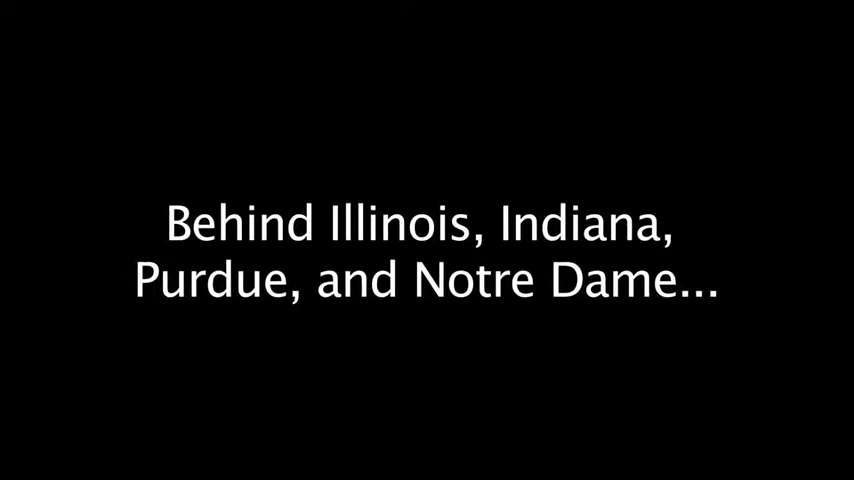 Behind Illinois, Indiana,
Purdue, and Notre Dame...